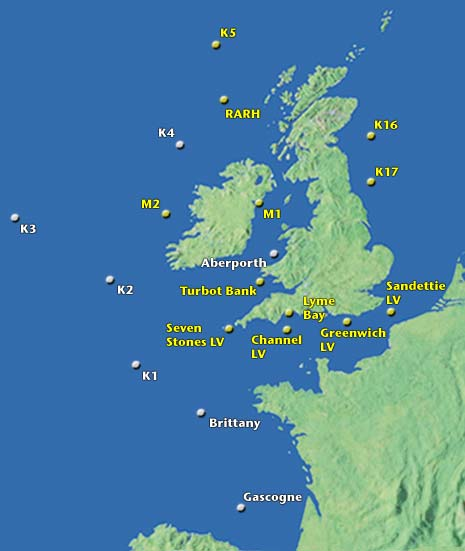 K5
RARH
K16
K4
K17
M2
M1
K3
Aberporth
K2
Turbot Bank
Sandettie
LV
Lyme
Bay
Seven
Stones LV
Channel
LV
Greenwich
LV
K1
Brittany
Gascogne